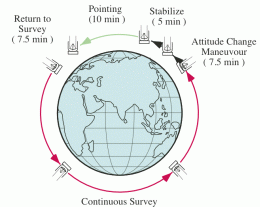 Pointing
(10 min )
Stabilize
( 5 min )
Return to
Survey
( 7.5 min )
Attitude Change
Maneuvour
( 7.5 min )
Continuous Survey